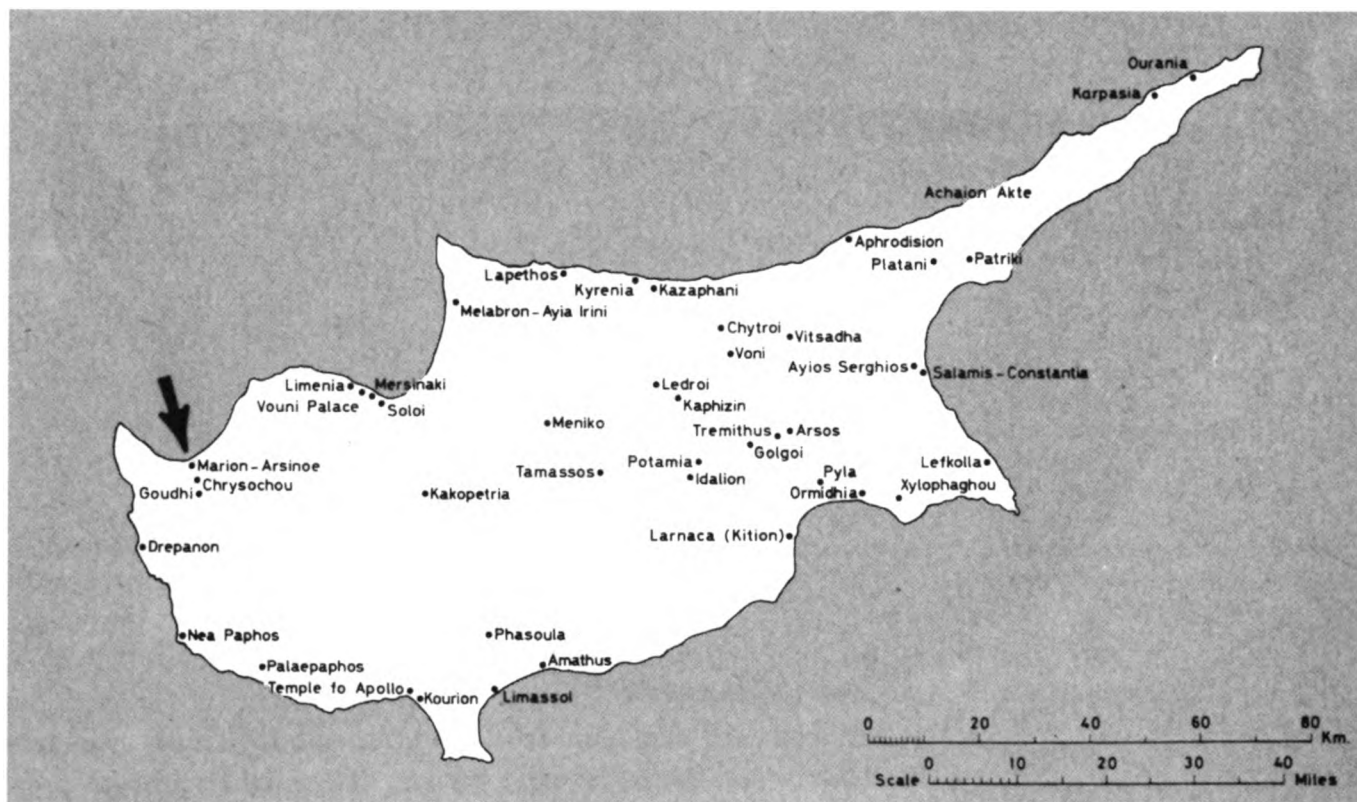 Ourania
Karpasia
Achaion Akte
Aphrodision
Platani
Patriki
Lapethos
Kyrenia
Kazaphani
Melabron-Ayia Irini
Chytroi
Vitsadha
Voni
Ayios Serghios
Salamis-Constantia
Limenia
Mersinaki
Vouni Palace
Soloi
Ledroi
Kaphizin
Meniko
Tremithus
Arsos
Golgoi
Marion-Arsinoe
Chrysochou
Goudhi
Potamia
Idalion
Tamassos
Kakopetria
Lefkolla
Pyla
Ormidhia
Xylophaghou
Larnaca (Kition)
Drepanon
Nea Paphos
Phasoula
Palaepaphos
Amathus
Temple fo Apollo
Kourion
Limassol
0 20 40 60 80
Km.
Scale 0 10 20 30 40 Miles